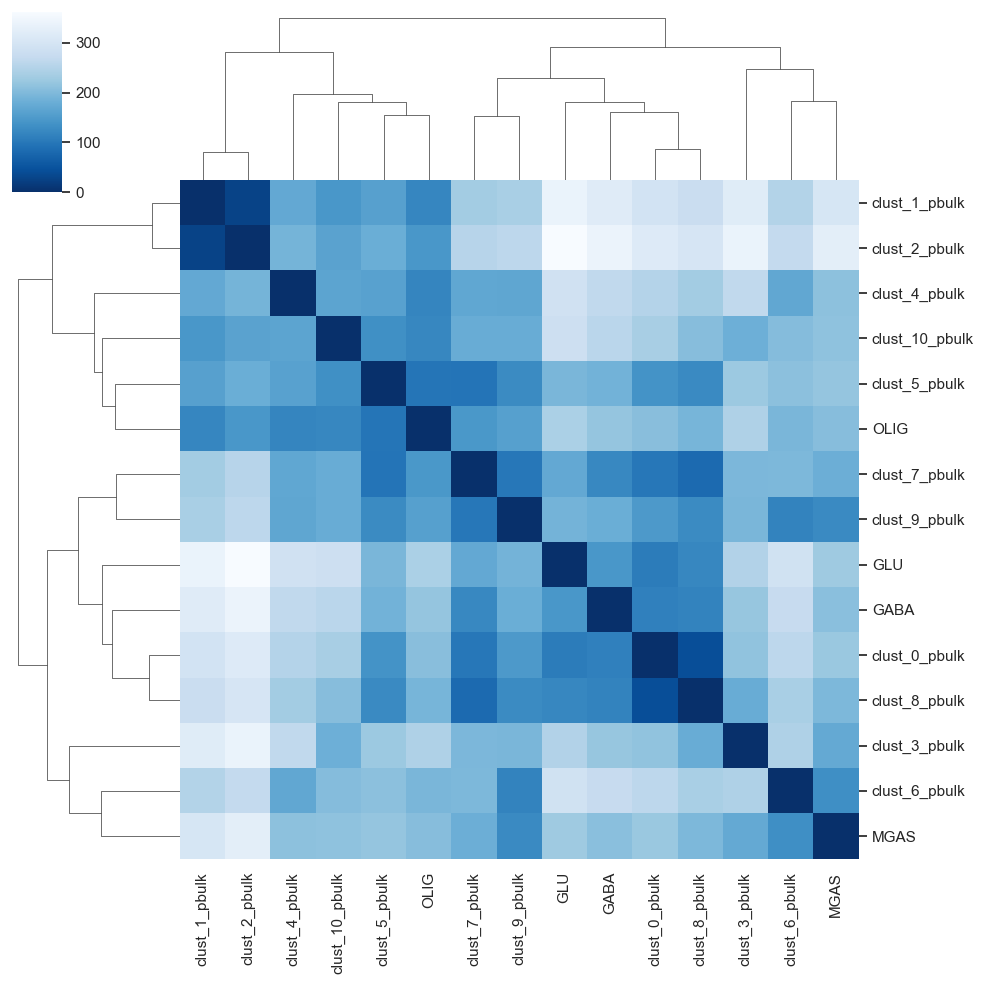 300
200
100
0
clust_1_pbulk
clust_2_pbulk
clust_4_pbulk
clust_10_pbulk
clust_5_pbulk
OLIG
clust_7_pbulk
clust_9_pbulk
GLU
GABA
clust_0_pbulk
clust_8_pbulk
clust_3_pbulk
clust_6_pbulk
MGAS
clust_1_pbulk
clust_2_pbulk
clust_4_pbulk
clust_10_pbulk
clust_5_pbulk
OLIG
clust_7_pbulk
clust_9_pbulk
GLU
GABA
clust_0_pbulk
clust_8_pbulk
clust_3_pbulk
clust_6_pbulk
MGAS